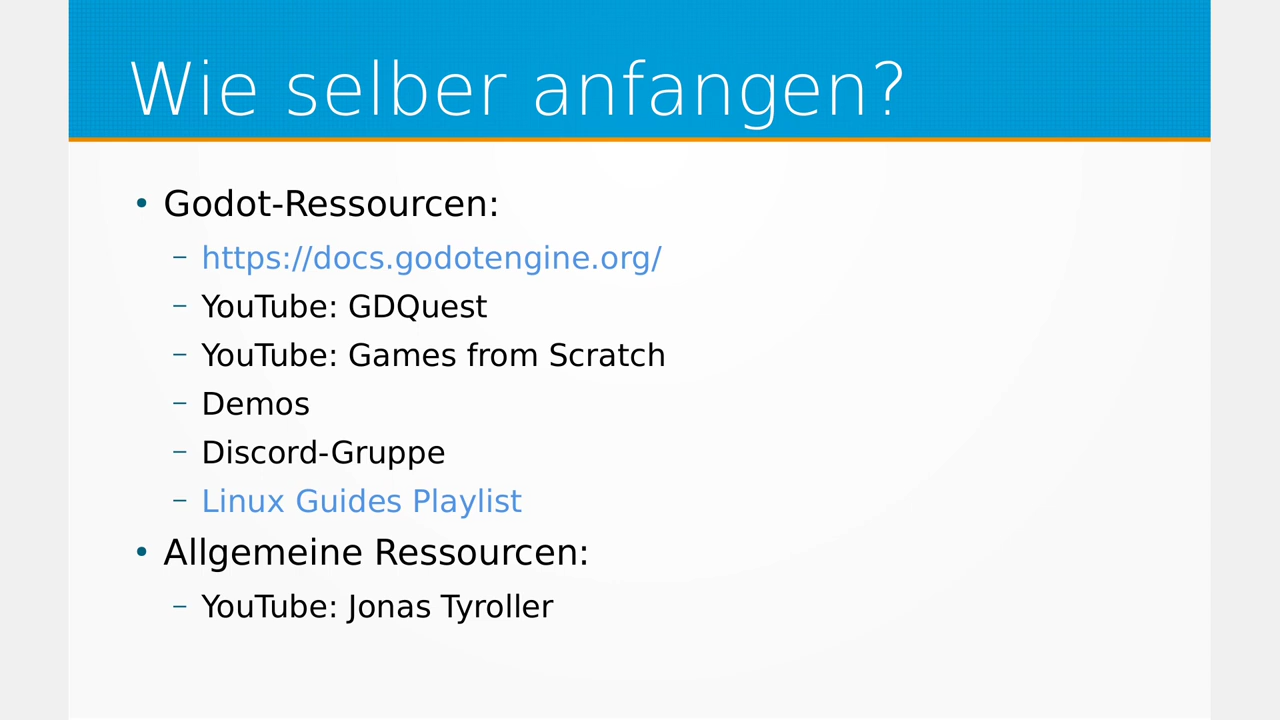 Wie selber anfangen?
• Godot-Ressourcen:
– https://docs.godotengine.org/
– YouTube: GDQuest
– YouTube: Games from Scratch
– Demos
– Discord-Gruppe
– Linux Guides Playlist
• Allgemeine Ressourcen:
– YouTube: Jonas Tyroller